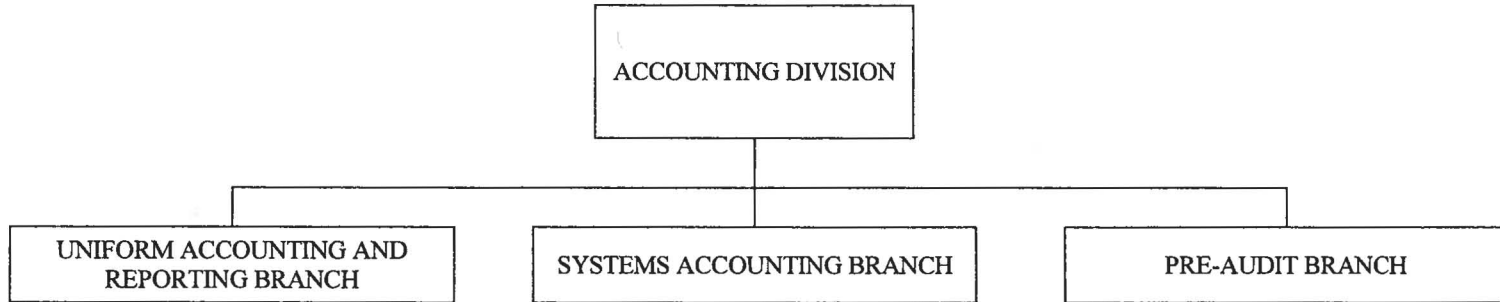 ACCOUNTING DIVISION
UNIFORM ACCOUNTING AND
REPORTING BRANCH
SYSTEMS ACCOUNTING BRANCH
PRE-AUDIT BRANCH